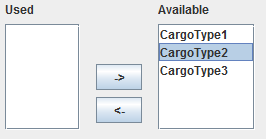 Used
Available
CargoType1
CargoType2
CargoType3
->
<-